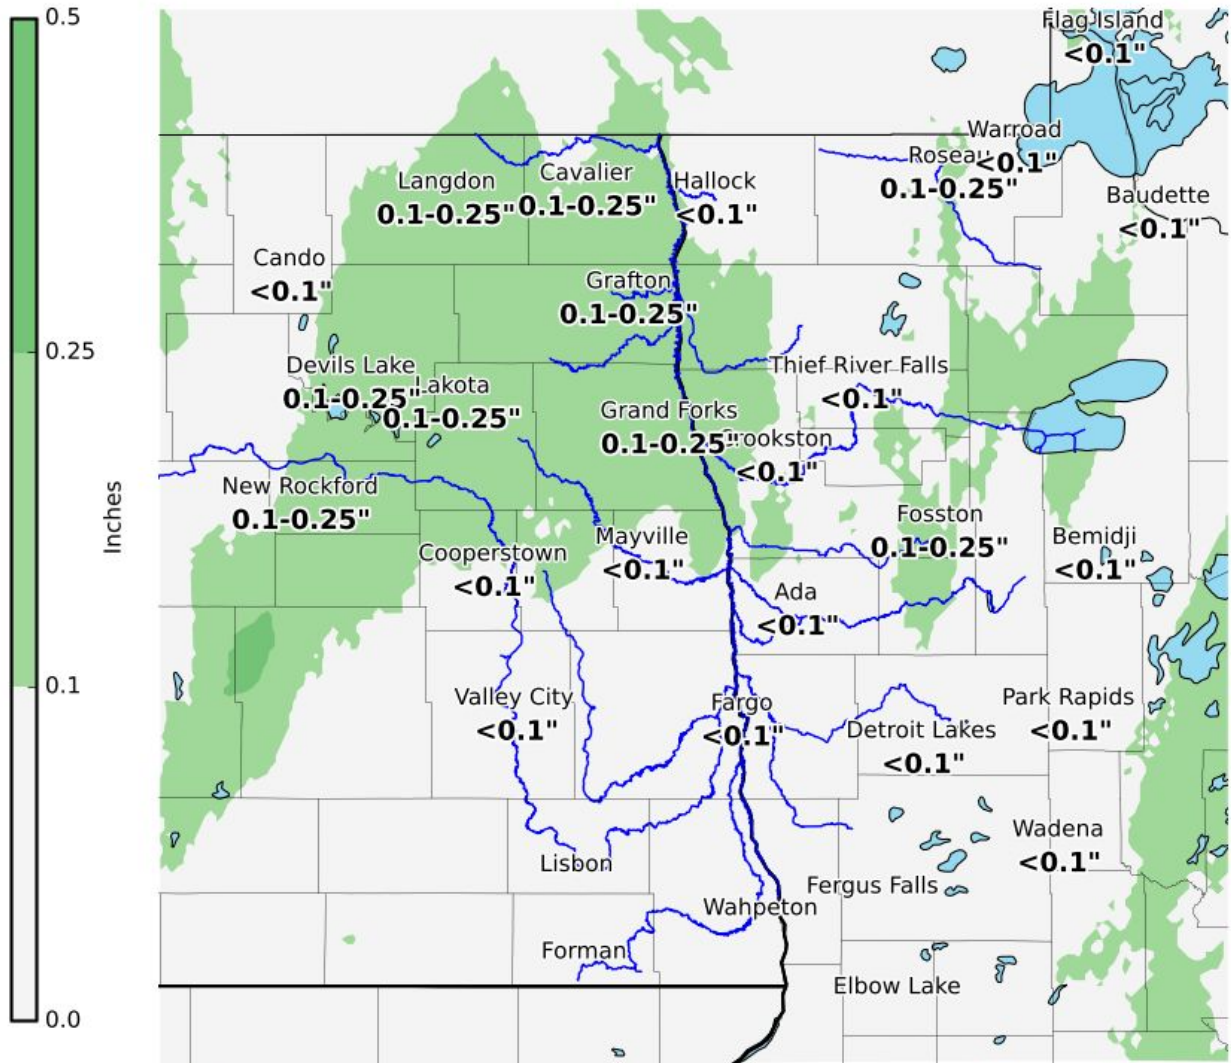 0.5
0.25
0.1
0.0
Inches
Flag Island
<0.1"
Warroad
<0.1"
Roseau
0.1-0.25"
Baudette
<0.1"
Langdon
0.1-0.25"
Cavalier
0.1-0.25"
Hallock
<0.1"
Cando
<0.1"
Grafton
0.1-0.25"
Devils Lake
0.1-0.25"
Lakota
0.1-0.25"
Thief River Falls
<0.1"
Grand Forks
0.1-0.25"
Crookston
<0.1"
New Rockford
0.1-0.25"
Cooperstown
<0.1"
Mayville
<0.1"
Fosston
0.1-0.25"
Bemidji
<0.1"
Ada
<0.1"
Valley City
<0.1"
Fargo
<0.1"
Detroit Lakes
<0.1"
Park Rapids
<0.1"
Wadena
<0.1"
Lisbon
Fergus Falls
Wahpeton
Forman
Elbow Lake